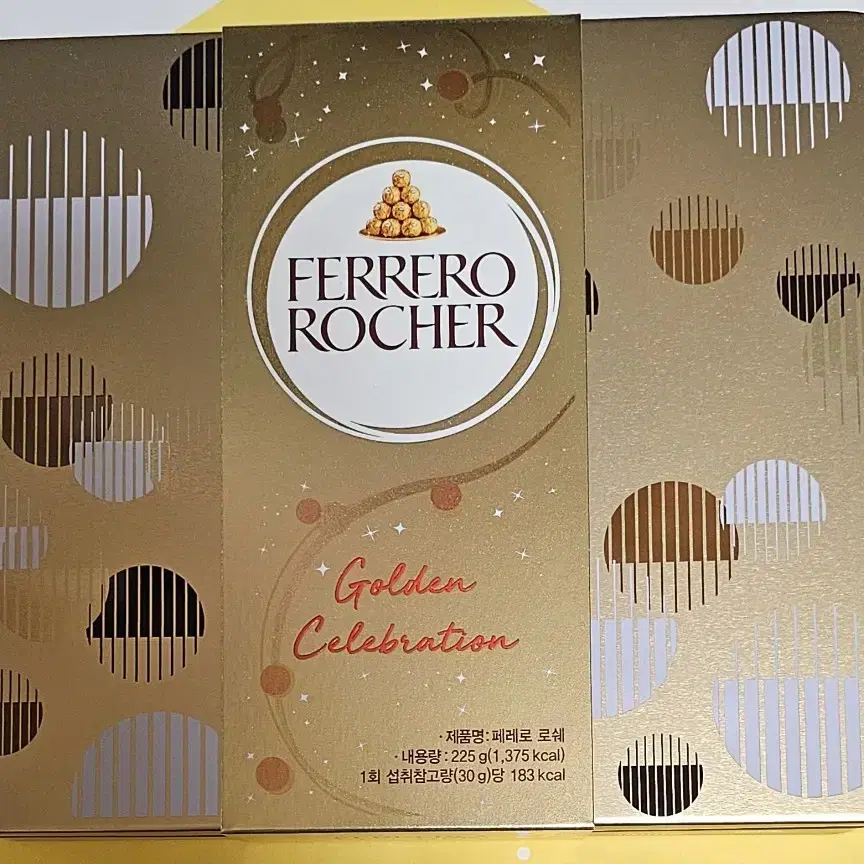 FERRERO
ROCHER
Golden
Celebration
· 제품명: 페레로 로쉐
· 내용량 : 225 g(1,375 kcal)
1회 섭취참고량(30 g)당 183 kcal